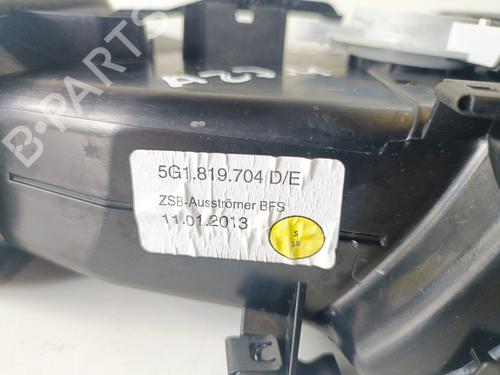 B-PARTS
5G1.819.704 D/E
ZSB-Ausströmer BFS
11.01.2013
S
18